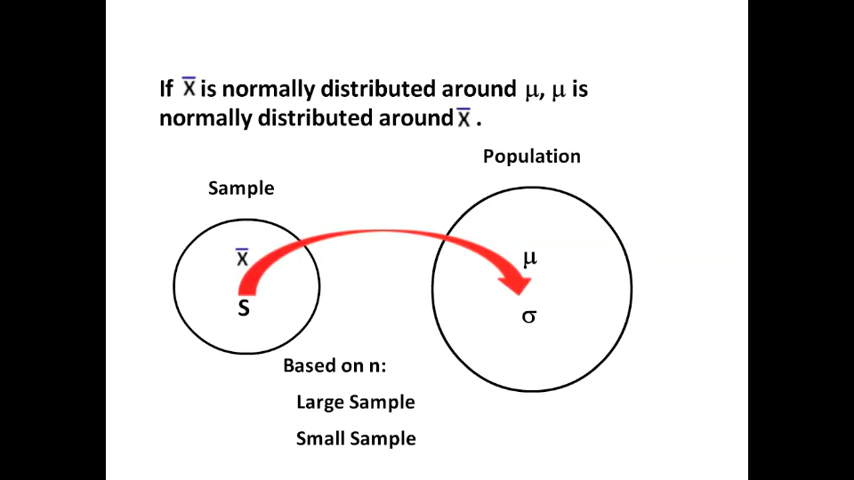 If x̅ is normally distributed around μ, μ is
normally distributed around x̅ .
Population
Sample
x̅
μ
S
σ
Based on n:
Large Sample
Small Sample